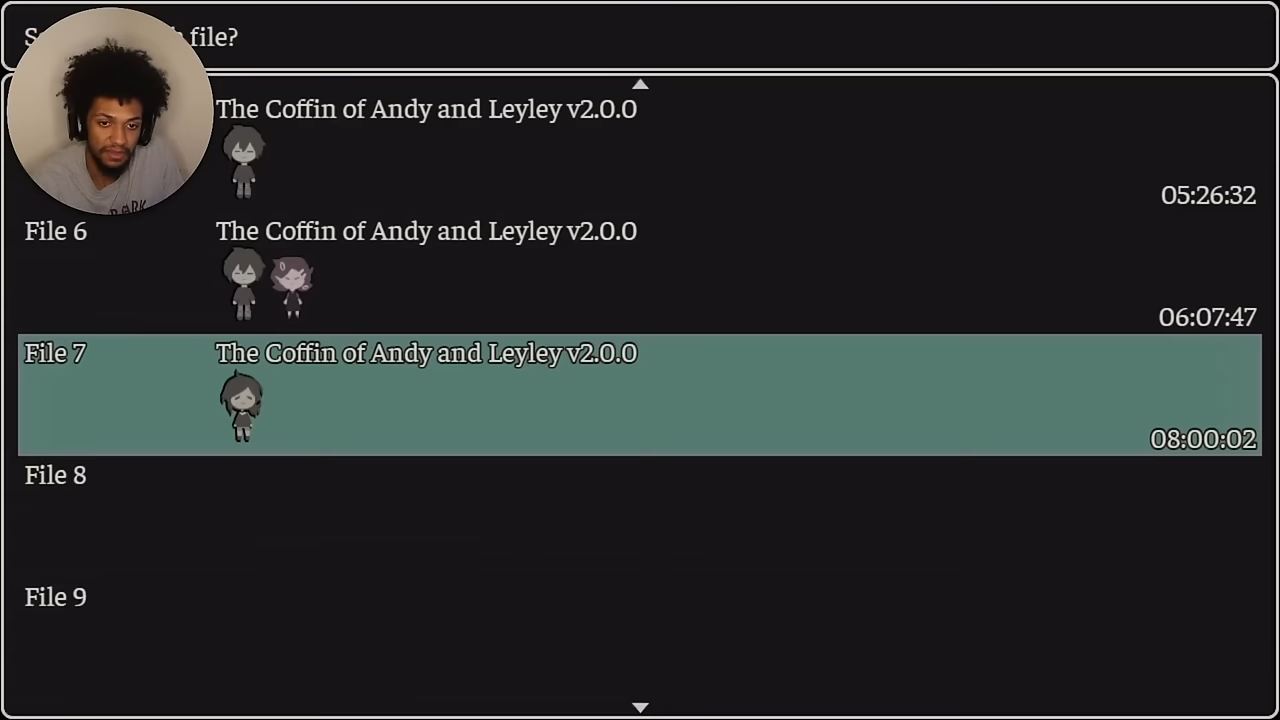 file?
The Coffin of Andy and Leyley v2.0.0
05:26:32
File 6 The Coffin of Andy and Leyley v2.0.0
06:07:47
File 7 The Coffin of Andy and Leyley v2.0.0
08:00:02
File 8
File 9